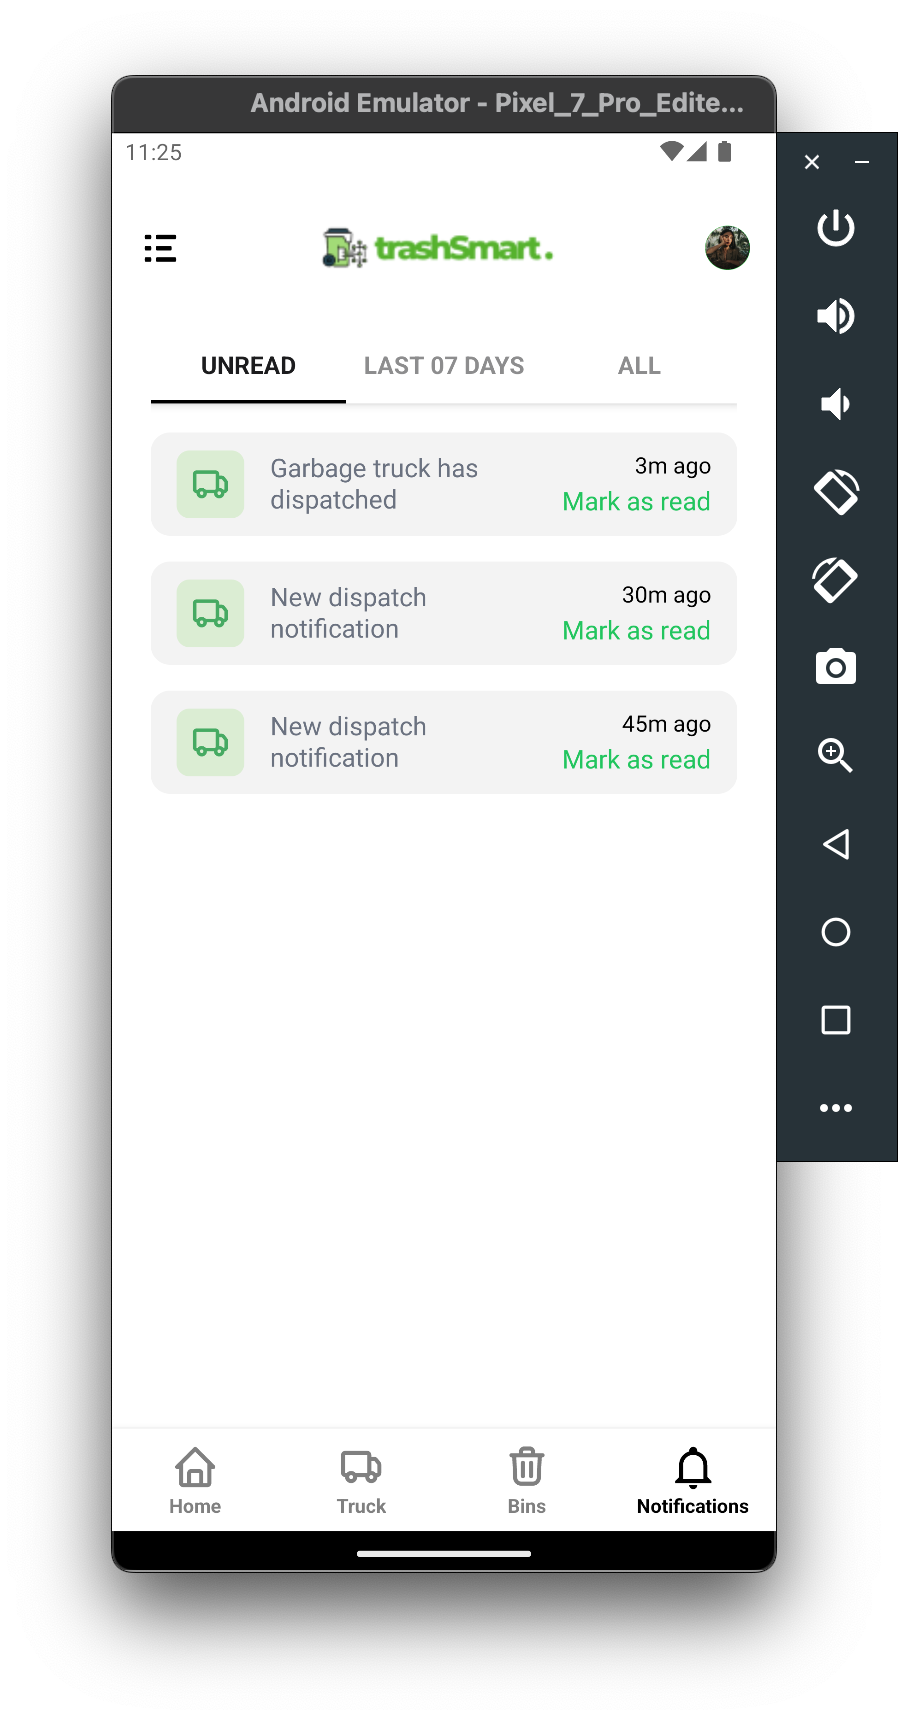 Android Emulator - Pixel_7_Pro_Edite...
11:25
trashSmart.
UNREAD LAST 07 DAYS ALL
Garbage truck has
dispatched
3m ago
Mark as read
New dispatch
notification
30m ago
Mark as read
New dispatch
notification
45m ago
Mark as read
Home Truck Bins Notifications